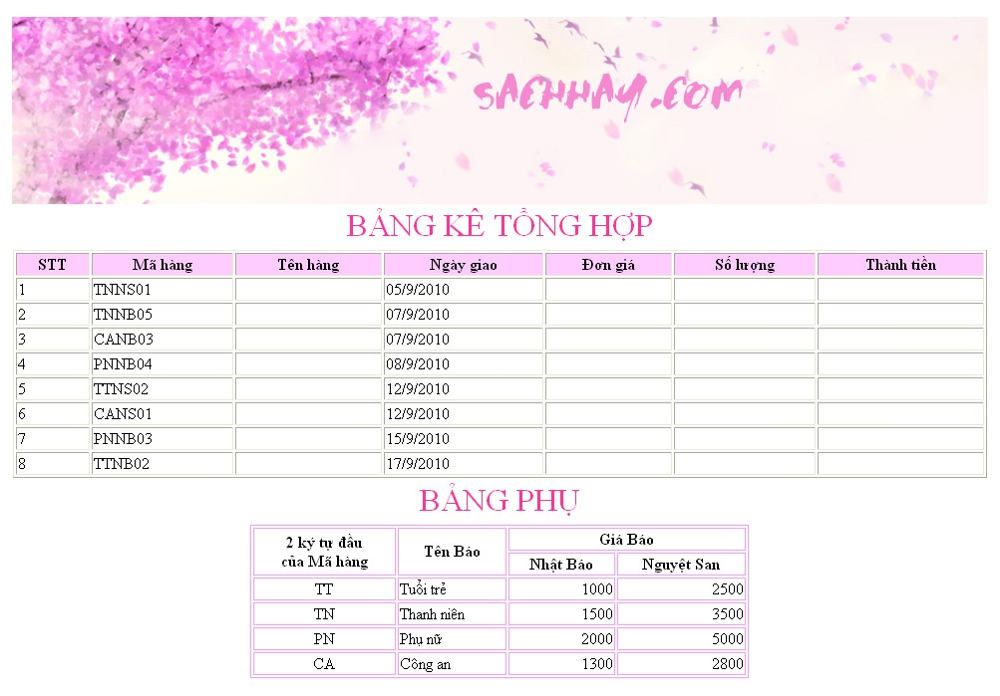 SACHHAY.COM
BẢNG KÊ TỔNG HỢP
STT Mã hàng Tên hàng Ngày giao Đơn giá Số lượng Thành tiền
1 TNNS01 05/9/2010
2 TNNB05 07/9/2010
3 CANB03 07/9/2010
4 PNNB04 08/9/2010
5 TTNS02 12/9/2010
6 CANS01 12/9/2010
7 PNNB03 15/9/2010
8 TTNB02 17/9/2010
BẢNG PHỤ
2 ký tự đầu
của Mã hàng
Tên Báo
Giá Báo
Nhật Báo Nguyệt San
TT Tuổi trẻ 1000 2500
TN Thanh niên 1500 3500
PN Phụ nữ 2000 5000
CA Công an 1300 2800